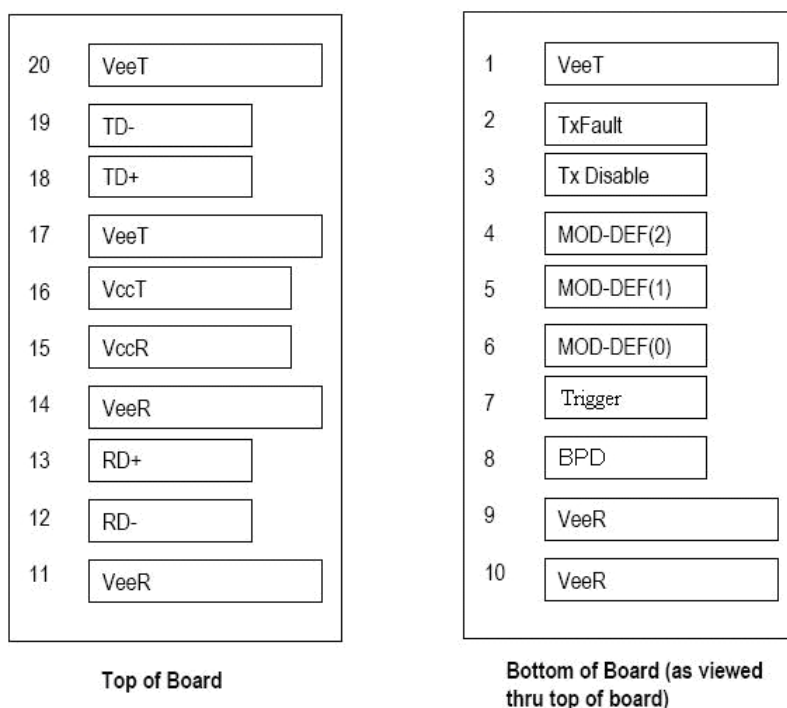 20 VeeT
19 TD-
18 TD+
17 VeeT
16 VccT
15 VccR
14 VeeR
13 RD+
12 RD-
11 VeeR
Top of Board
1 VeeT
2 TxFault
3 Tx Disable
4 MOD-DEF(2)
5 MOD-DEF(1)
6 MOD-DEF(0)
7 Trigger
8 BPD
9 VeeR
10 VeeR
Bottom of Board (as viewed
thru top of board)